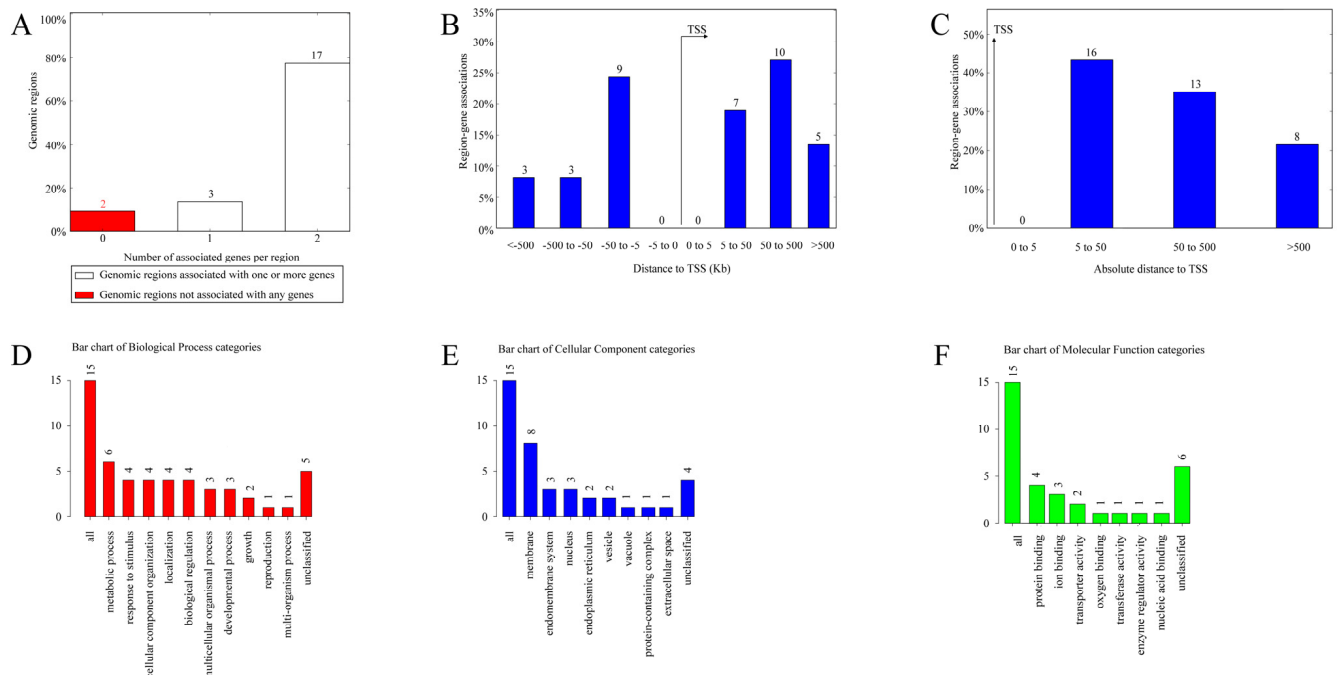 A
100%
80%
60%
40%
20%
0%
Genomic regions
2
3
17
0
1
2
Number of associated genes per region
Genomic regions associated with one or more genes
Genomic regions not associated with any genes
B
35%
30%
25%
20%
15%
10%
5%
0%
Region-gene associations
TSS
3
3
9
0
0
7
10
5
<-500
-500 to -50
-50 to -5
-5 to 0
0 to 5
5 to 50
50 to 500
>500
Distance to TSS (Kb)
C
50%
40%
30%
20%
10%
0%
Region-gene associations
TSS
0
16
13
8
0 to 5
5 to 50
50 to 500
>500
Absolute distance to TSS
D
Bar chart of Biological Process categories
15
10
5
0
15
6
4
4
4
4
3
3
2
1
1
5
all
metabolic process
response to stimulus
cellular component organization
localization
biological regulation
multicellular organismal process
developmental process
growth
reproduction
multi-organism process
unclassified
E
Bar chart of Cellular Component categories
15
10
5
0
15
8
3
3
2
2
1
1
1
4
all
membrane
endomembrane system
nucleus
endoplasmic reticulum
vesicle
vacuole
protein-containing complex
extracellular space
unclassified
F
Bar chart of Molecular Function categories
15
10
5
0
15
4
3
2
1
1
1
1
6
all
protein binding
ion binding
transporter activity
oxygen binding
transferase activity
enzyme regulator activity
nucleic acid binding
unclassified